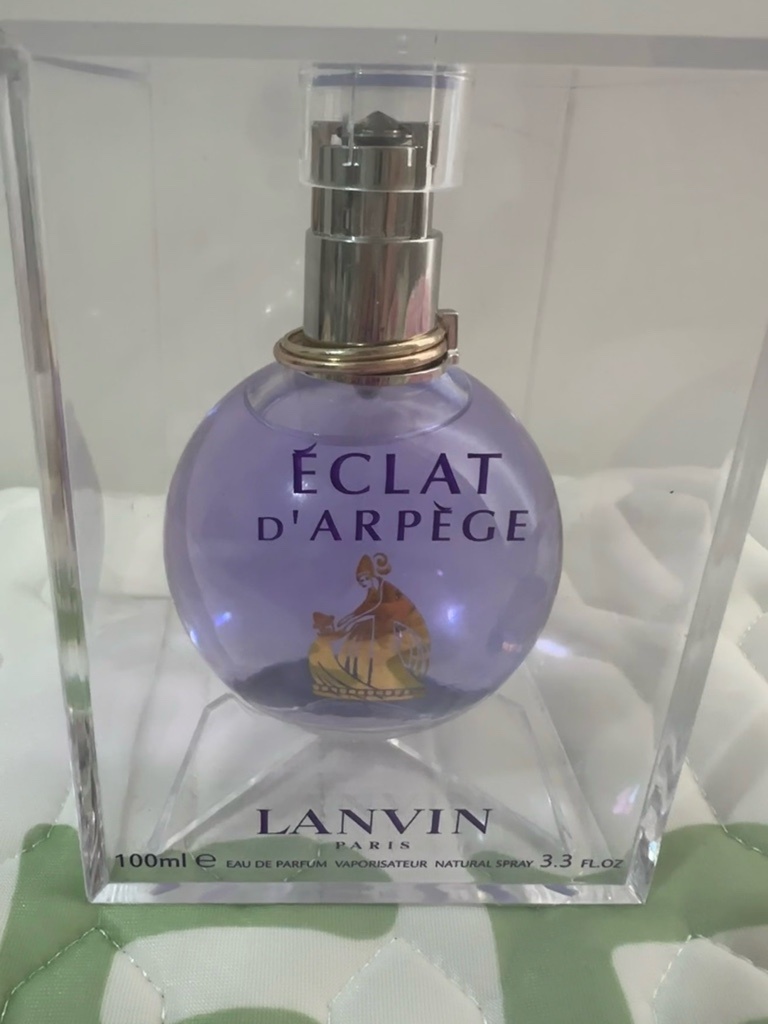 ÉCLAT
D'ARPÈGE
LANVIN
PARIS
100ml e EAU DE PARFUM VAPORISATEUR NATURAL SPRAY 3.3 FL.OZ